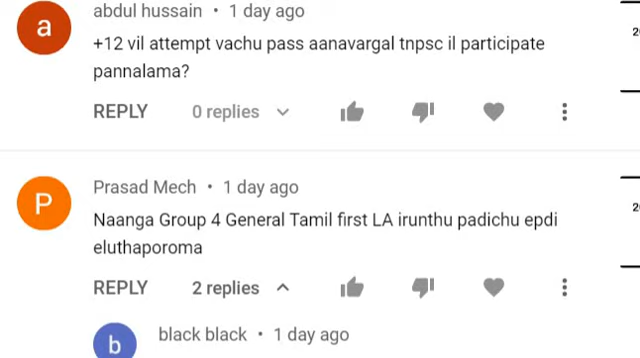 a
abdul hussain • 1 day ago
+12 vil attempt vachu pass aanavargal tnpsc il participate
pannalama?
REPLY 0 replies
P
Prasad Mech • 1 day ago
Naanga Group 4 General Tamil first LA irunthu padichu epdi
eluthaporoma
REPLY 2 replies
b
black black • 1 day ago